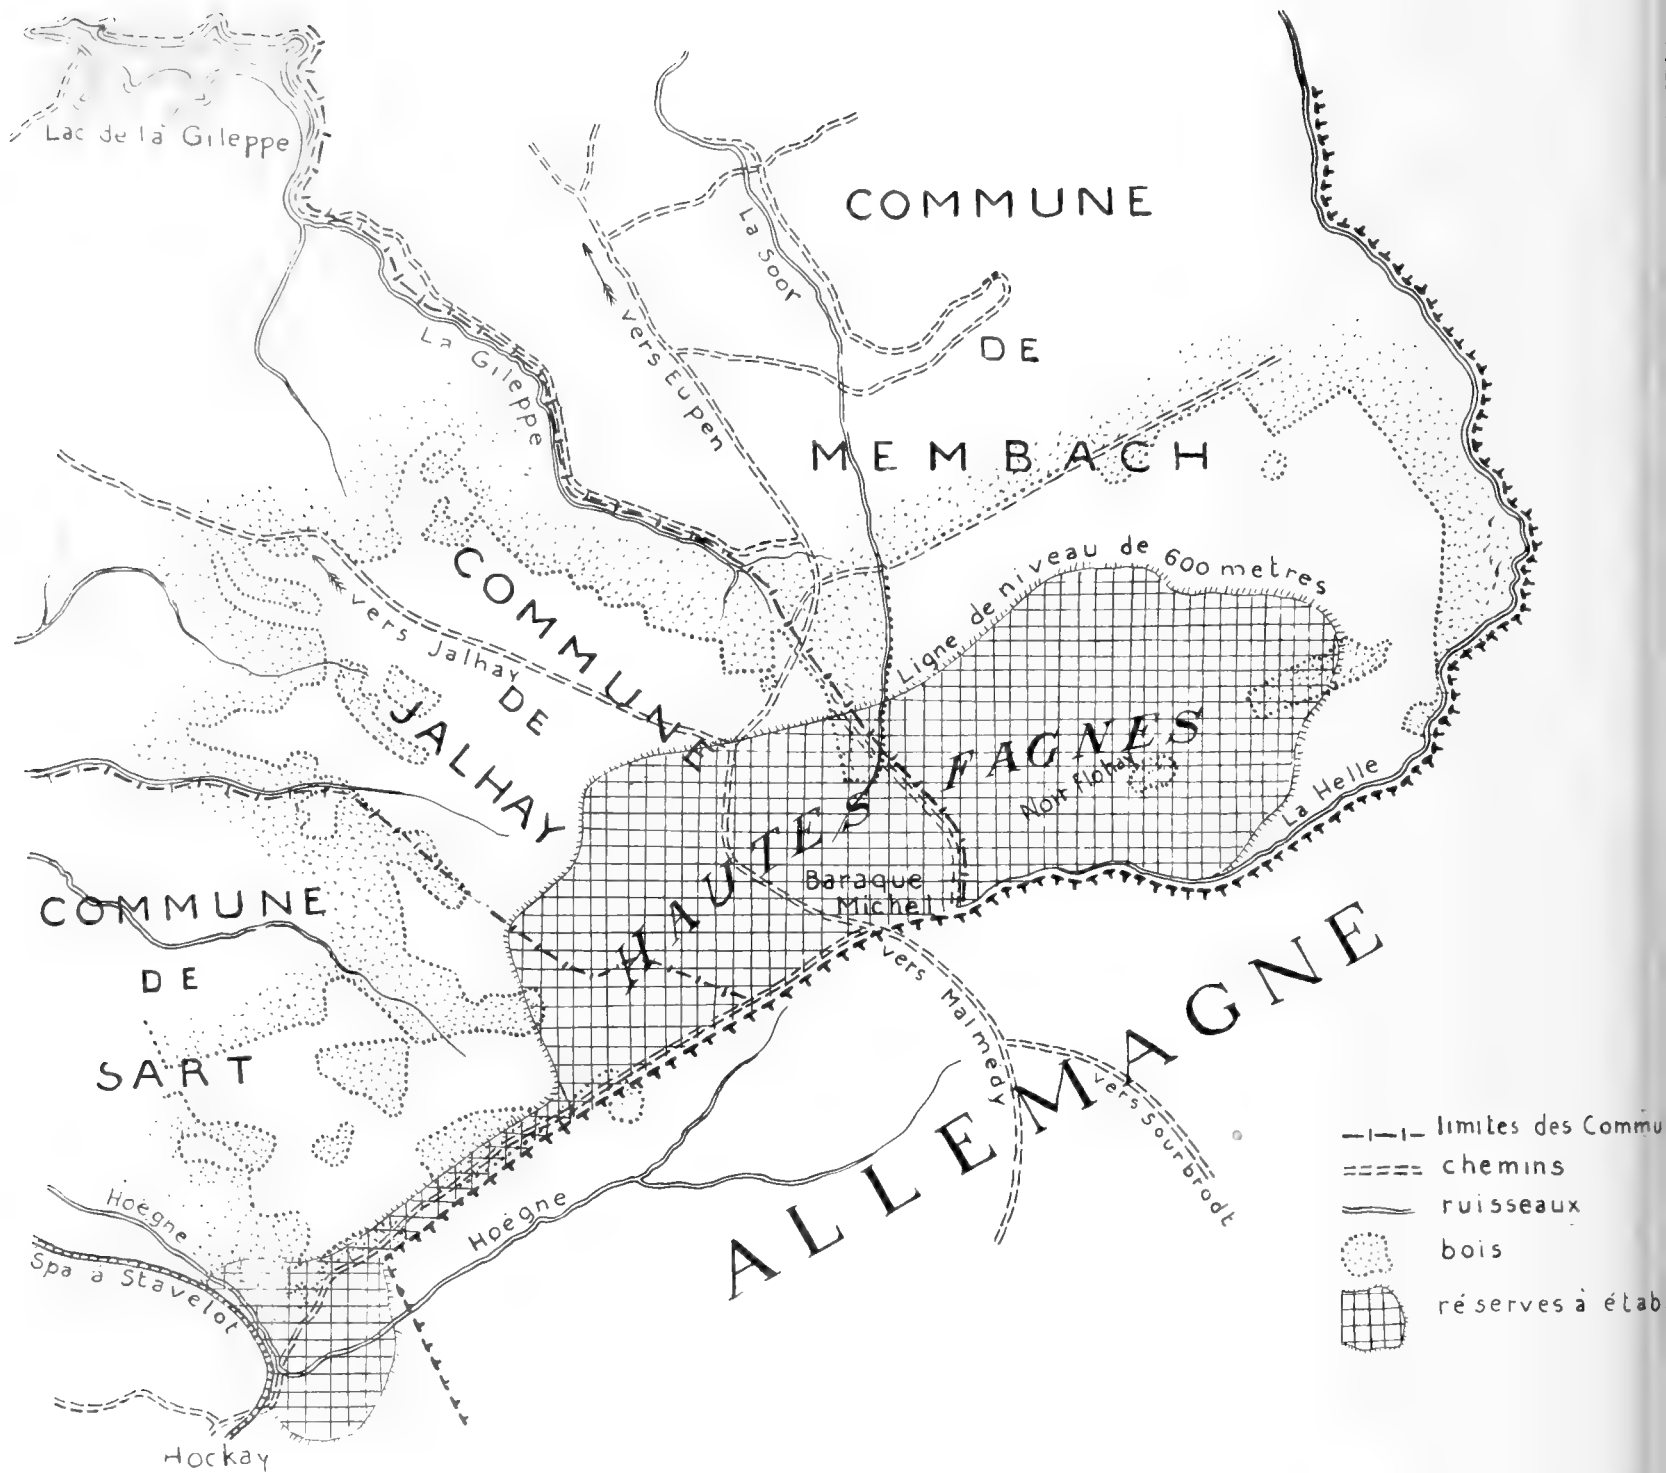 Lac de la Gileppe
La Gileppe
vers Eupen
La Soor
COMMUNE
DE
MEMBACH
Ligne de niveau de 600 metres
COMMUNE
DE
JALHAY
vers Jalhay
HAUTES FAGNES
Noir Flohay
Baraque
Michel
La Helle
COMMUNE
DE
SART
vers Malmedy
vers Sourbrodt
ALLEMAGNE
Hoëgne
Hoëgne
Spa à Stavelot
Hockay
limites des Commu
chemins
ruisseaux
bois
réserves à étab